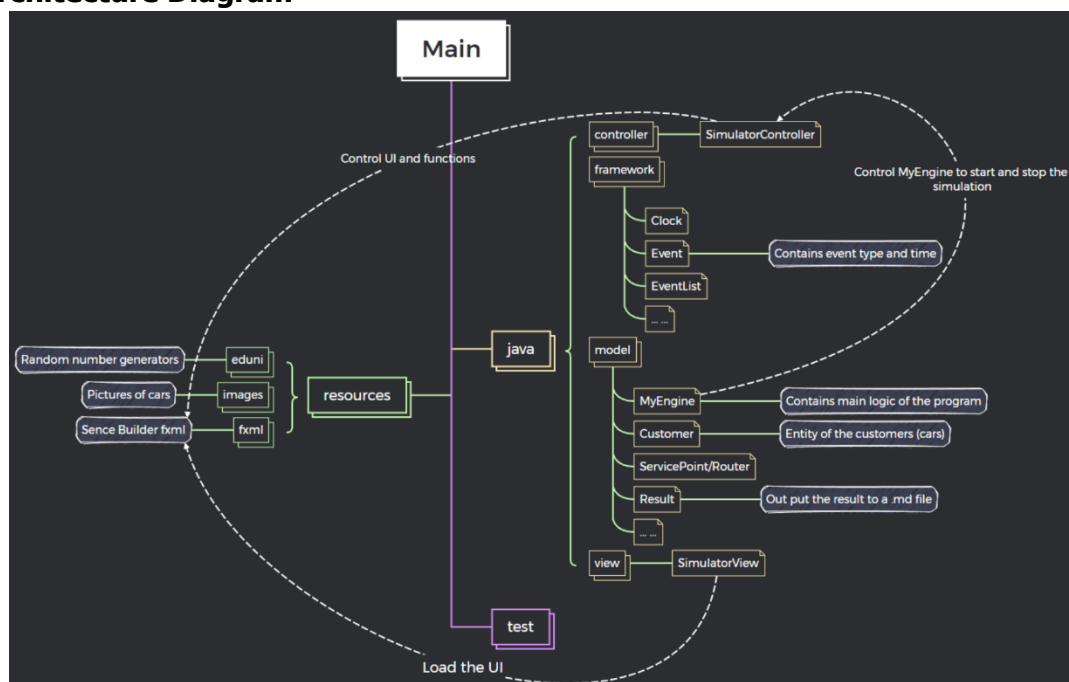 rchitecture Diagram
Main
controller
SimulatorController
Control UI and functions
framework
Control MyEngine to start and stop the
simulation
Clock
Event
Contains event type and time
EventList
... ...
java
model
Random number generators
eduni
Pictures of cars
images
resources
MyEngine
Contains main logic of the program
Sence Builder fxml
fxml
Customer
Entity of the customers (cars)
ServicePoint/Router
Result
Out put the result to a .md file
... ...
view
SimulatorView
test
Load the UI